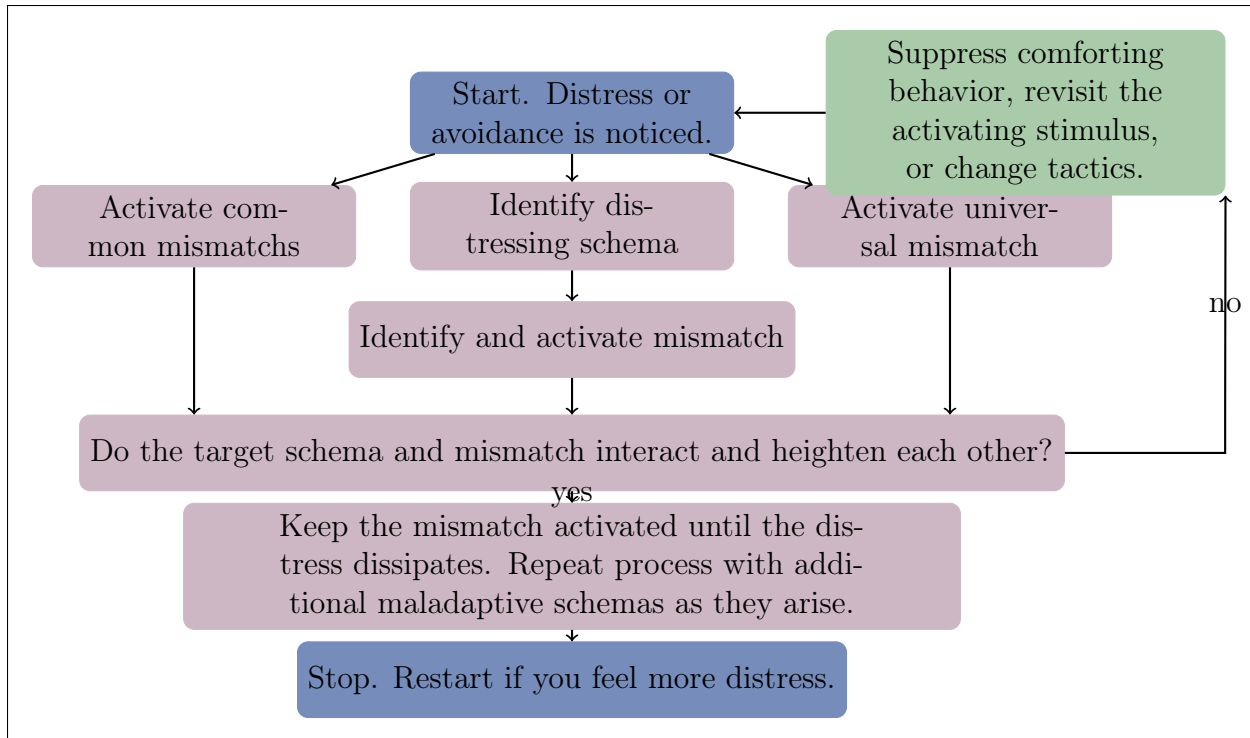 Suppress comforting
behavior, revisit the
activating stimulus,
or change tactics.
Start. Distress or
avoidance is noticed.
Activate com-
mon mismatchs
Identify dis-
tressing schema
Activate univer-
sal mismatch
no
Identify and activate mismatch
Do the target schema and mismatch interact and heighten each other?
yes
Keep the mismatch activated until the dis-
tress dissipates. Repeat process with addi-
tional maladaptive schemas as they arise.
Stop. Restart if you feel more distress.